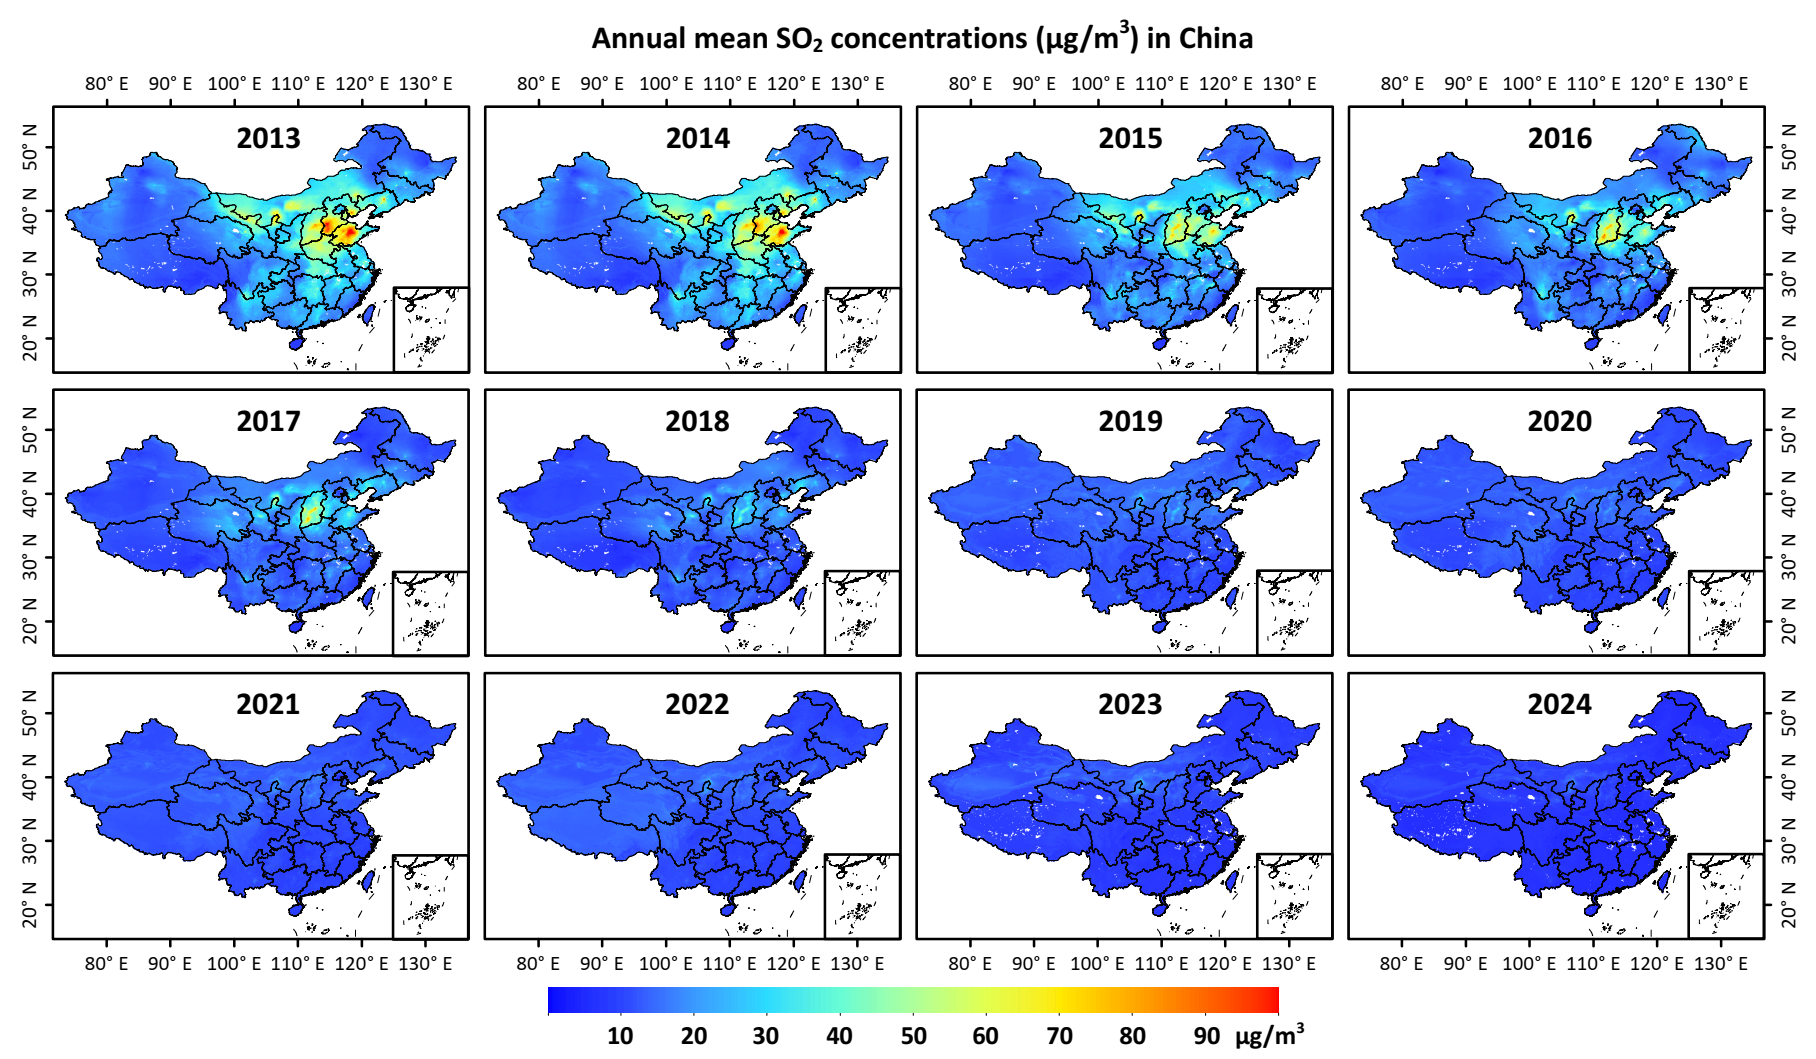 Annual mean SO₂ concentrations (µg/m³) in China
80° E 90° E 100° E 110° E 120° E 130° E 80° E 90° E 100° E 110° E 120° E 130° E 80° E 90° E 100° E 110° E 120° E 130° E 80° E 90° E 100° E 110° E 120° E 130° E
2013 2014 2015 2016
50° N 40° N 30° N 20° N 50° N 40° N 30° N 20° N
2017 2018 2019 2020
50° N 40° N 30° N 20° N 50° N 40° N 30° N 20° N
2021 2022 2023 2024
50° N 40° N 30° N 20° N 50° N 40° N 30° N 20° N
80° E 90° E 100° E 110° E 120° E 130° E 80° E 90° E 100° E 110° E 120° E 130° E 80° E 90° E 100° E 110° E 120° E 130° E 80° E 90° E 100° E 110° E 120° E 130° E
10 20 30 40 50 60 70 80 90 µg/m³